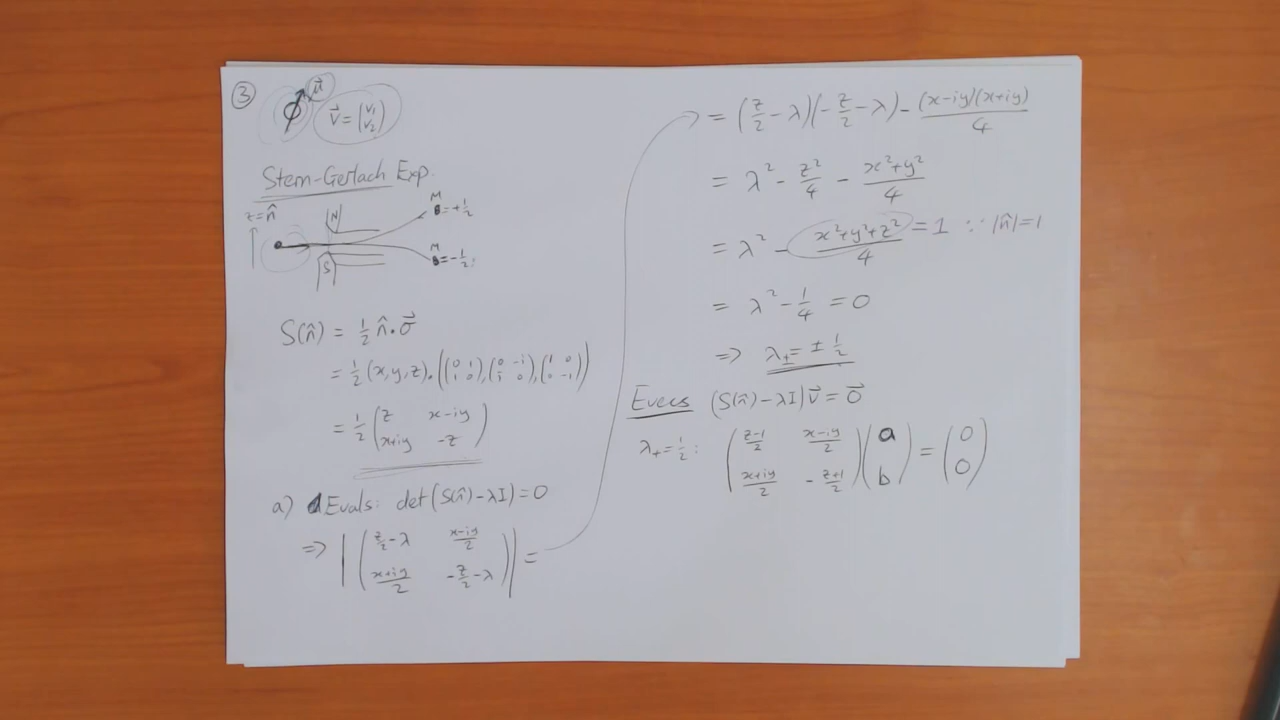 ③
μ⃗
v⃗ = (v₁ v₂)
Stern-Gerlach Exp.
z=n̂
N
M = +½
M = -½
S
S(n̂) = ½ n̂·σ⃗
= ½ (x,y,z)·((0 1; 1 0),(0 -i; i 0),(1 0; 0 -1))
= ½ (z x-iy; x+iy -z)
a) Evals: det(S(n̂)-λI)=0
⇒ |(z/2-λ (x-iy)/2; (x+iy)/2 -z/2-λ)| =
= (z/2-λ)(-z/2-λ) - (x-iy)(x+iy)/4
= λ² - z²/4 - (x²+y²)/4
= λ² - (x²+y²+z²)/4 = 1 ∵ |n̂|=1
= λ² - ¼ = 0
⇒ λ± = ±½
Evecs (S(n̂)-λI)v⃗ = 0⃗
λ₊=½: ((z-1)/2 (x-iy)/2; (x+iy)/2 -(z+1)/2)(a b) = (0 0)